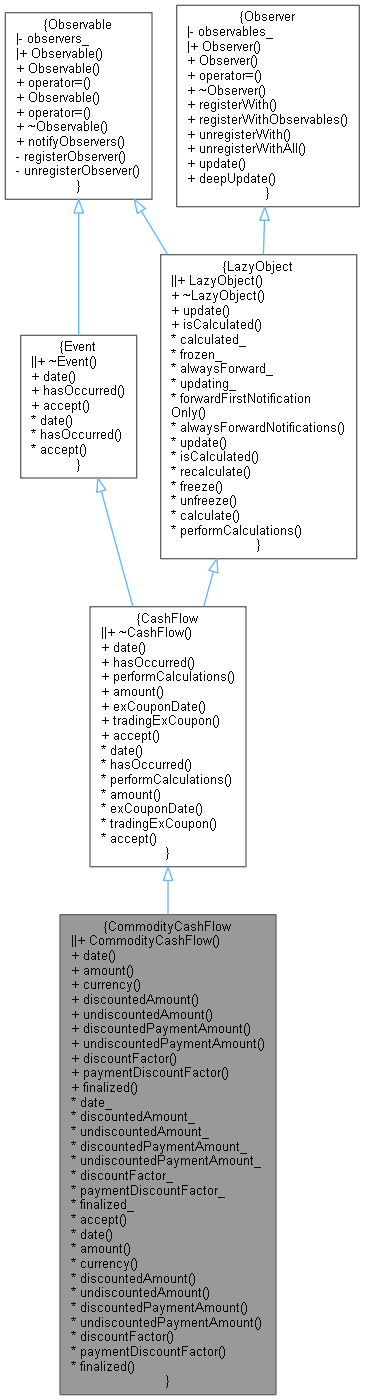 {Observable
|- observers_
|+ Observable()
+ Observable()
+ operator=()
+ Observable()
+ operator=()
+ ~Observable()
+ notifyObservers()
- registerObserver()
- unregisterObserver()
}
{Observer
|- observables_
|+ Observer()
+ Observer()
+ operator=()
+ ~Observer()
+ registerWith()
+ registerWithObservables()
+ unregisterWith()
+ unregisterWithAll()
+ update()
+ deepUpdate()
}
{LazyObject
||+ LazyObject()
+ ~LazyObject()
+ update()
+ isCalculated()
* calculated_
* frozen_
* alwaysForward_
* updating_
* forwardFirstNotification
Only()
* alwaysForwardNotifications()
* update()
* isCalculated()
* recalculate()
* freeze()
* unfreeze()
* calculate()
* performCalculations()
}
{Event
||+ ~Event()
+ date()
+ hasOccurred()
+ accept()
* date()
* hasOccurred()
* accept()
}
{CashFlow
||+ ~CashFlow()
+ date()
+ hasOccurred()
+ performCalculations()
+ amount()
+ exCouponDate()
+ tradingExCoupon()
+ accept()
* date()
* hasOccurred()
* performCalculations()
* amount()
* exCouponDate()
* tradingExCoupon()
* accept()
}
{CommodityCashFlow
||+ CommodityCashFlow()
+ date()
+ amount()
+ currency()
+ discountedAmount()
+ undiscountedAmount()
+ discountedPaymentAmount()
+ undiscountedPaymentAmount()
+ discountFactor()
+ paymentDiscountFactor()
+ finalized()
* date_
* discountedAmount_
* undiscountedAmount_
* discountedPaymentAmount_
* undiscountedPaymentAmount_
* discountFactor_
* paymentDiscountFactor_
* finalized_
* accept()
* date()
* amount()
* currency()
* discountedAmount()
* undiscountedAmount()
* discountedPaymentAmount()
* undiscountedPaymentAmount()
* discountFactor()
* paymentDiscountFactor()
* finalized()
}